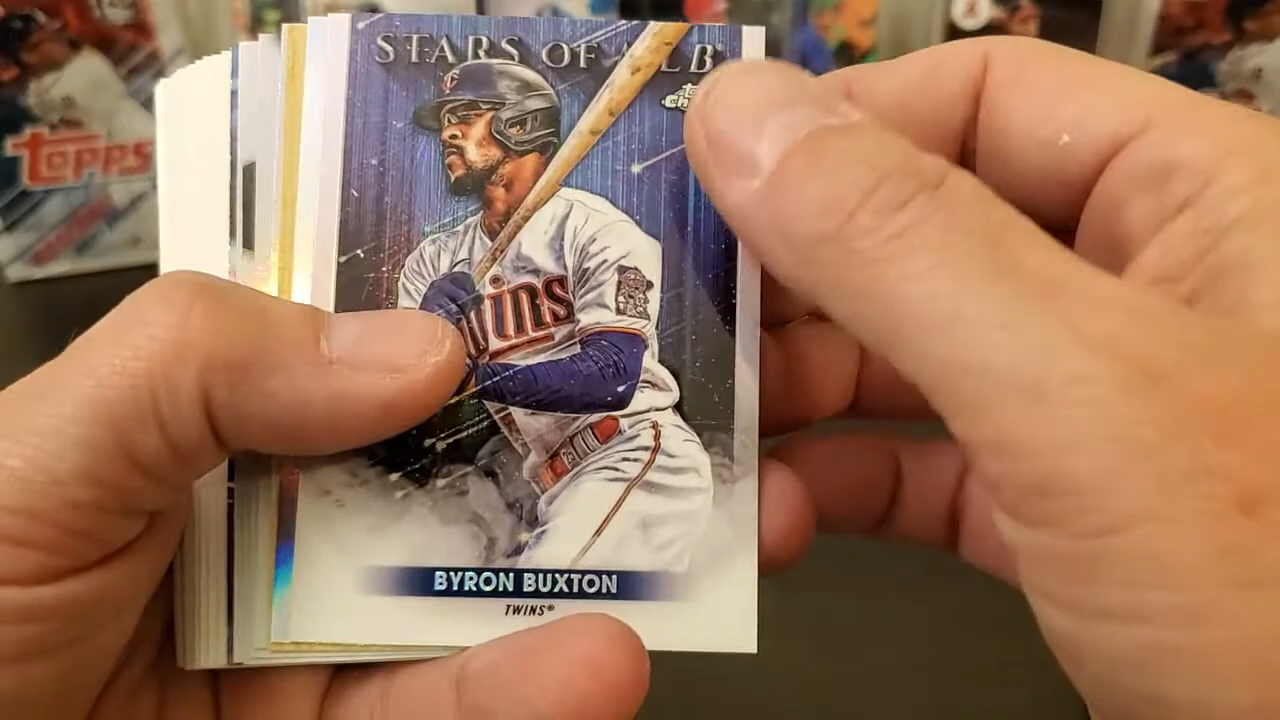 STARS OF MLB
TOPPS
Twins
BYRON BUXTON
TWINS®